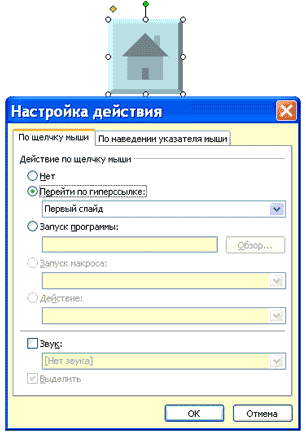 Настройка действия
По щелчку мыши
По наведении указателя мыши
Действие по щелчку мыши
Нет
Перейти по гиперссылке:
Первый слайд
Запуск программы:
Обзор...
Запуск макроса:
Действие:
Звук:
[Нет звука]
Выделить
ОК
Отмена